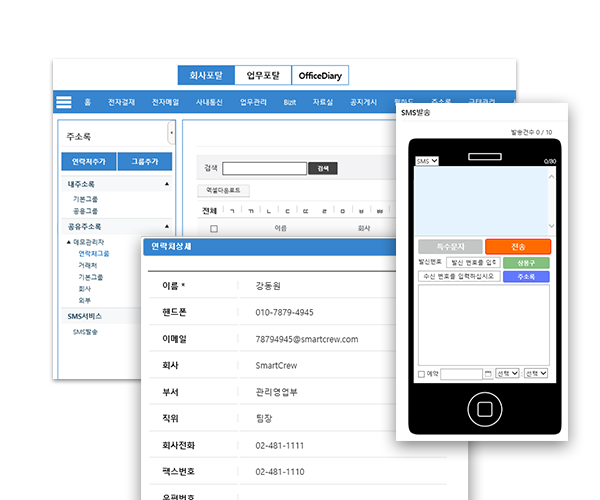 회사포탈 업무포탈 OfficeDiary
홈 전자결재 전자메일 사내통신 업무관리 Bizit 자료실 공지게시 주소록
주소록
연락처추가 그룹추가
내주소록
기본그룹
공용그룹
공유주소록
데모관리자
연락처그룹
거래처
기본그룹
회사
외부
SMS서비스
SMS발송
검색 검색
엑셀다운로드
전체 ㄱ ㄱ ㄴ ㄷ ㄸ ㄹ ㅁ ㅂ ㅃ
이름 회사
연락처상세
이름 *
강동원
핸드폰
010-7879-4945
이메일
78794945@smartcrew.com
회사
SmartCrew
부서
관리영업부
직위
팀장
회사전화
02-481-1111
팩스번호
02-481-1110
우편번호
SMS발송
발송건수 0 / 10
SMS 0/80
특수문자 전송
발신번호 발신 번호를 입 상용구
수신 번호를 입력하십시오 주소록
예약 선택 : 선택